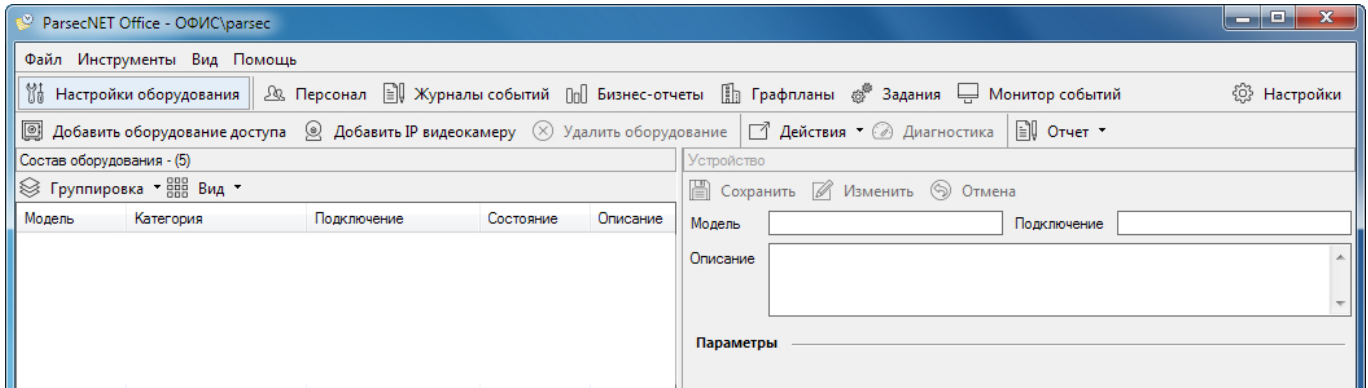 ParsecNET Office - ОФИС\parsec
Файл Инструменты Вид Помощь
Настройки оборудования Персонал Журналы событий Бизнес-отчеты Графпланы Задания Монитор событий Настройки
Добавить оборудование доступа Добавить IP видеокамеру Удалить оборудование Действия Диагностика Отчет
Состав оборудования - (5) Устройство
Группировка Вид Сохранить Изменить Отмена
Модель Категория Подключение Состояние Описание
Модель Подключение
Описание
Параметры